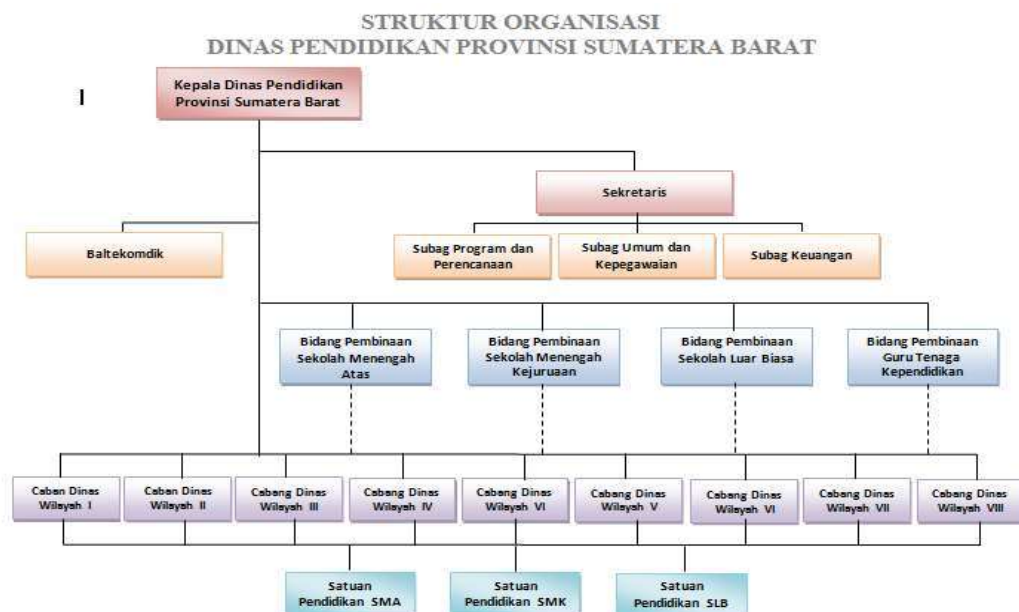 STRUKTUR ORGANISASI
DINAS PENDIDIKAN PROVINSI SUMATERA BARAT
I
Kepala Dinas Pendidikan
Provinsi Sumatera Barat
Sekretaris
Baltekomdik
Subag Program dan
Perencanaan
Subag Umum dan
Kepegawaian
Subag Keuangan
Bidang Pembinaan
Sekolah Menengah
Atas
Bidang Pembinaan
Sekolah Menengah
Kejuruaan
Bidang Pembinaan
Sekolah Luar Biasa
Bidang Pembinaan
Guru Tenaga
Kependidikan
Caban Dinas
Wilayah I
Caban Dinas
Wilayah II
Cabang Dinas
Wilayah III
Cabang Dinas
Wilayah IV
Cabang Dinas
Wilayah VI
Cabang Dinas
Wilayah V
Cabang Dinas
Wilayah VI
Cabang Dinas
Wilayah VII
Cabang Dinas
Wilayah VIII
Satuan
Pendidikan SMA
Satuan
Pendidikan SMK
Satuan
Pendidikan SLB